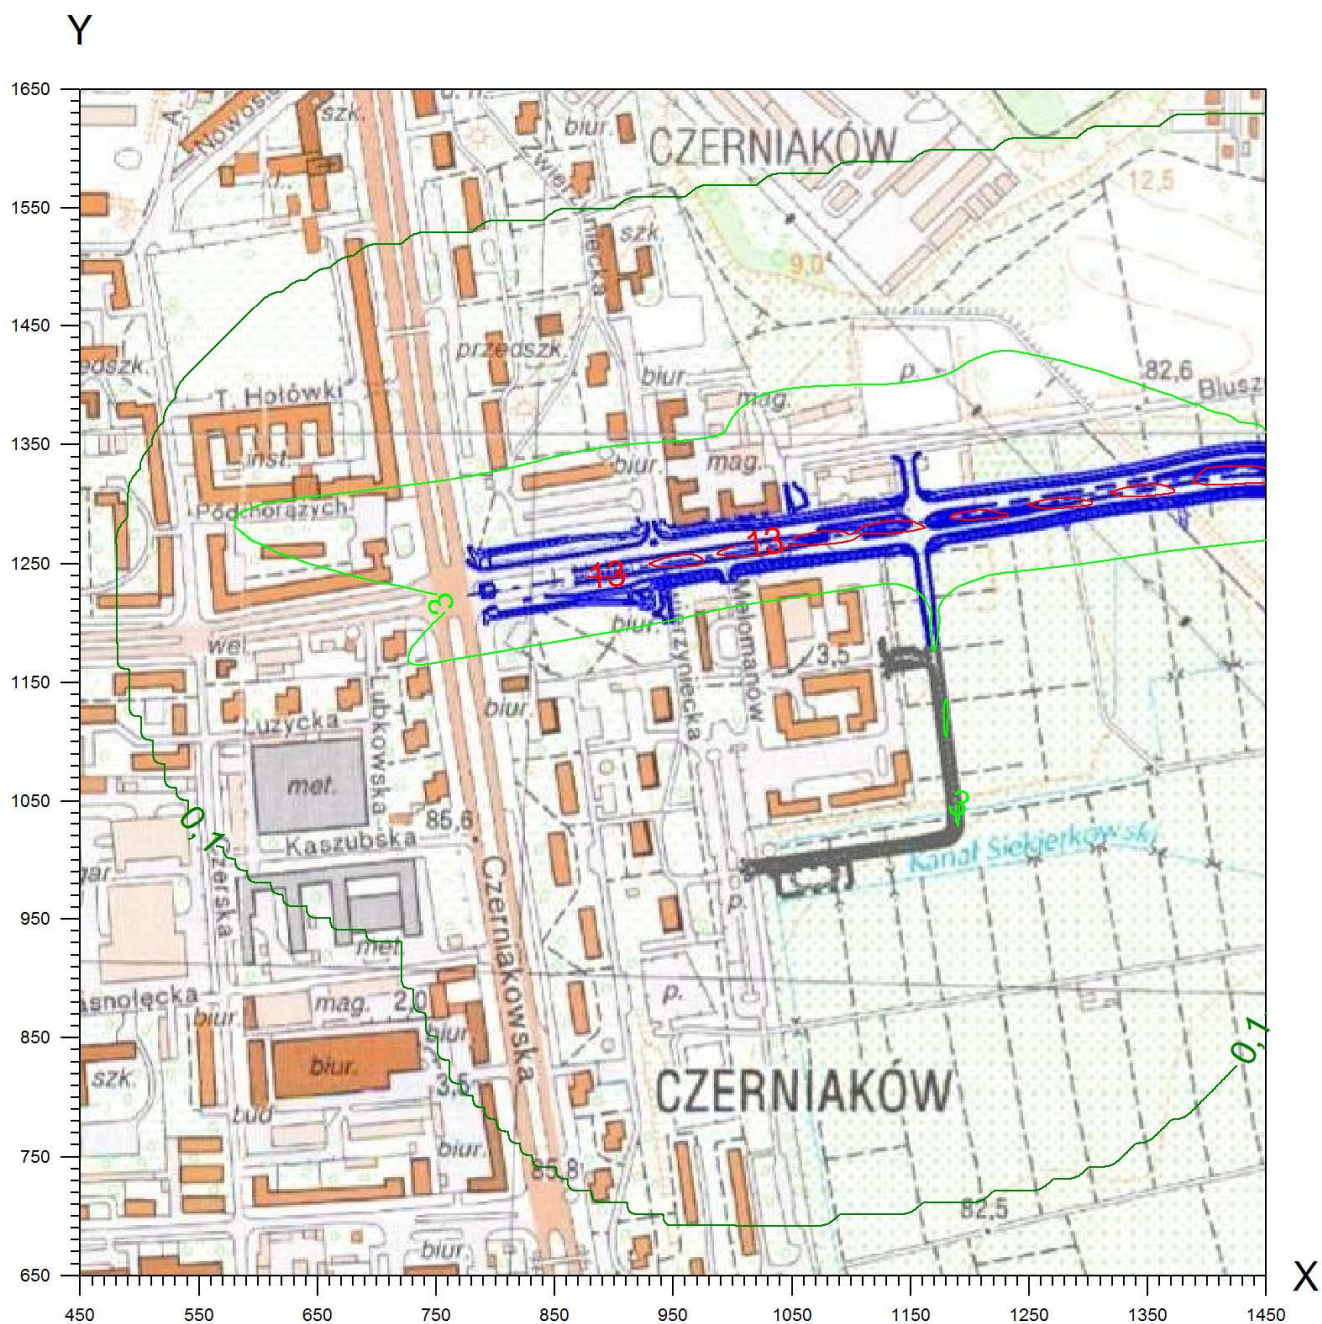 Y
1650
szk.
biur.
CZERNIAKÓW
12,5
1550
szk.
9,0
1450
przedszk.
82,6
biur.
p.
mag.
T. Hołówki
Blusz
1350
inst.
biur.
mag.
Podchorążych
13
1250
13
3
biur.
wel.
3,5
1150
biur.
Łużycka
Łubkowska
Melomanów
met.
1050
85,6
0,1
Kaszubska
Kanał Siekierkowski
gar.
Czerniakowska
950
p.
met.
p.
mag.
2,0
biur.
biur.
850
0,1
biur.
szk.
3,5
CZERNIAKÓW
Łud
750
biur.
85,8
82,5
biur.
650
X
450
550
650
750
850
950
1050
1150
1250
1350
1450